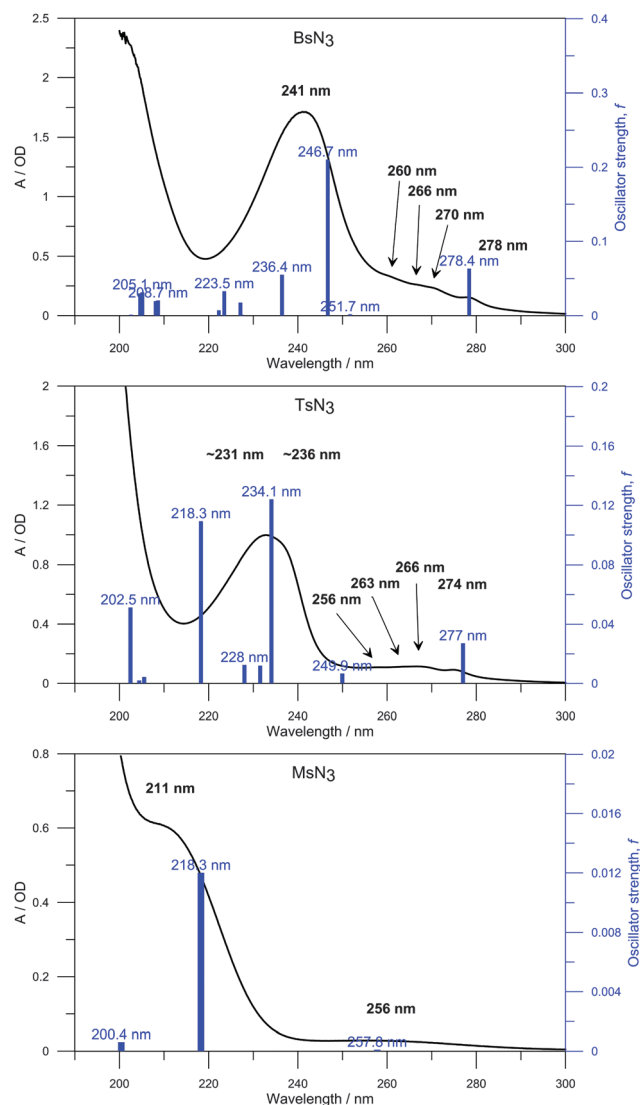 BsN3
2.5
2
1.5
1
0.5
0
A / OD
0.4
0.3
0.2
0.1
0
Oscillator strength, f
241 nm
246.7 nm
260 nm
266 nm
270 nm
278 nm
278.4 nm
236.4 nm
223.5 nm
205.1 nm
208.7 nm
251.7 nm
200 220 240 260 280 300
Wavelength / nm
TsN3
2
1.6
1.2
0.8
0.4
0
A / OD
0.2
0.16
0.12
0.08
0.04
0
Oscillator strength, f
~231 nm ~236 nm
234.1 nm
218.3 nm
266 nm
263 nm
274 nm
256 nm
202.5 nm
228 nm
249.9 nm
277 nm
200 220 240 260 280 300
Wavelength / nm
MsN3
0.8
0.6
0.4
0.2
0
A / OD
0.02
0.016
0.012
0.008
0.004
0
Oscillator strength, f
211 nm
218.3 nm
256 nm
200.4 nm
257.8 nm
200 220 240 260 280 300
Wavelength / nm